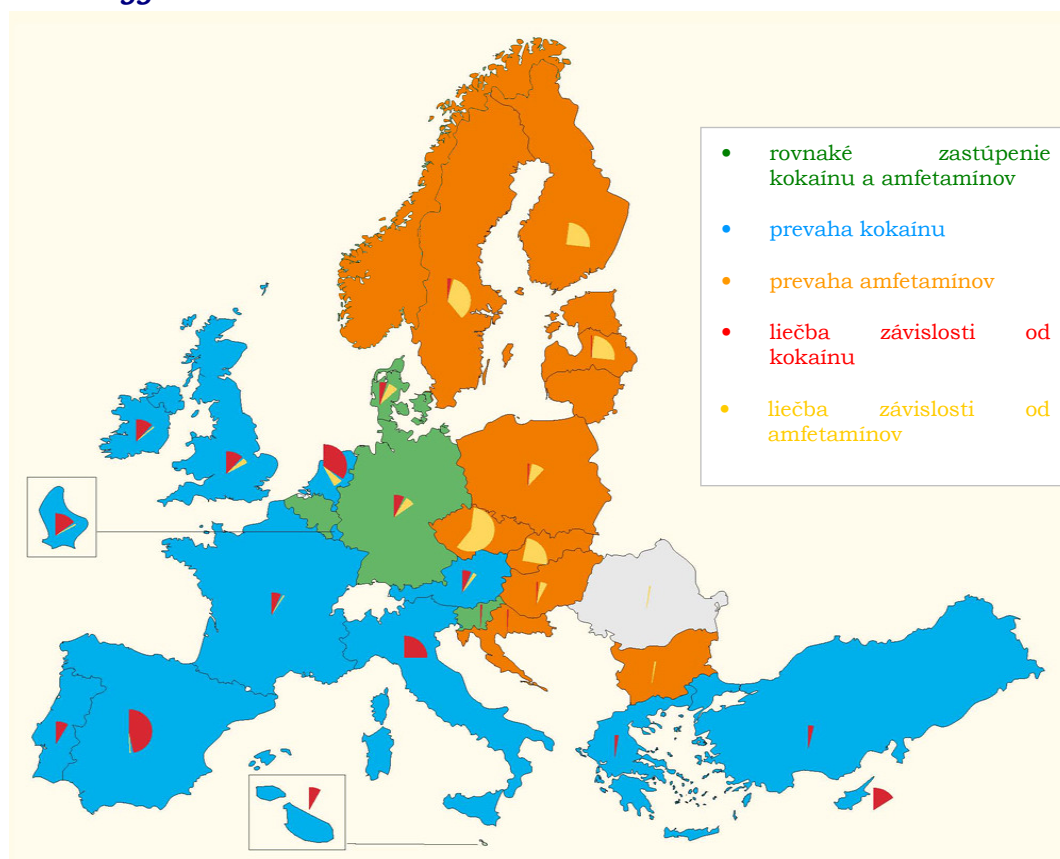 rovnaké zastúpenie
kokaínu a amfetamínov
prevaha kokaínu
prevaha amfetamínov
liečba závislosti od
kokaínu
liečba závislosti od
amfetamínov